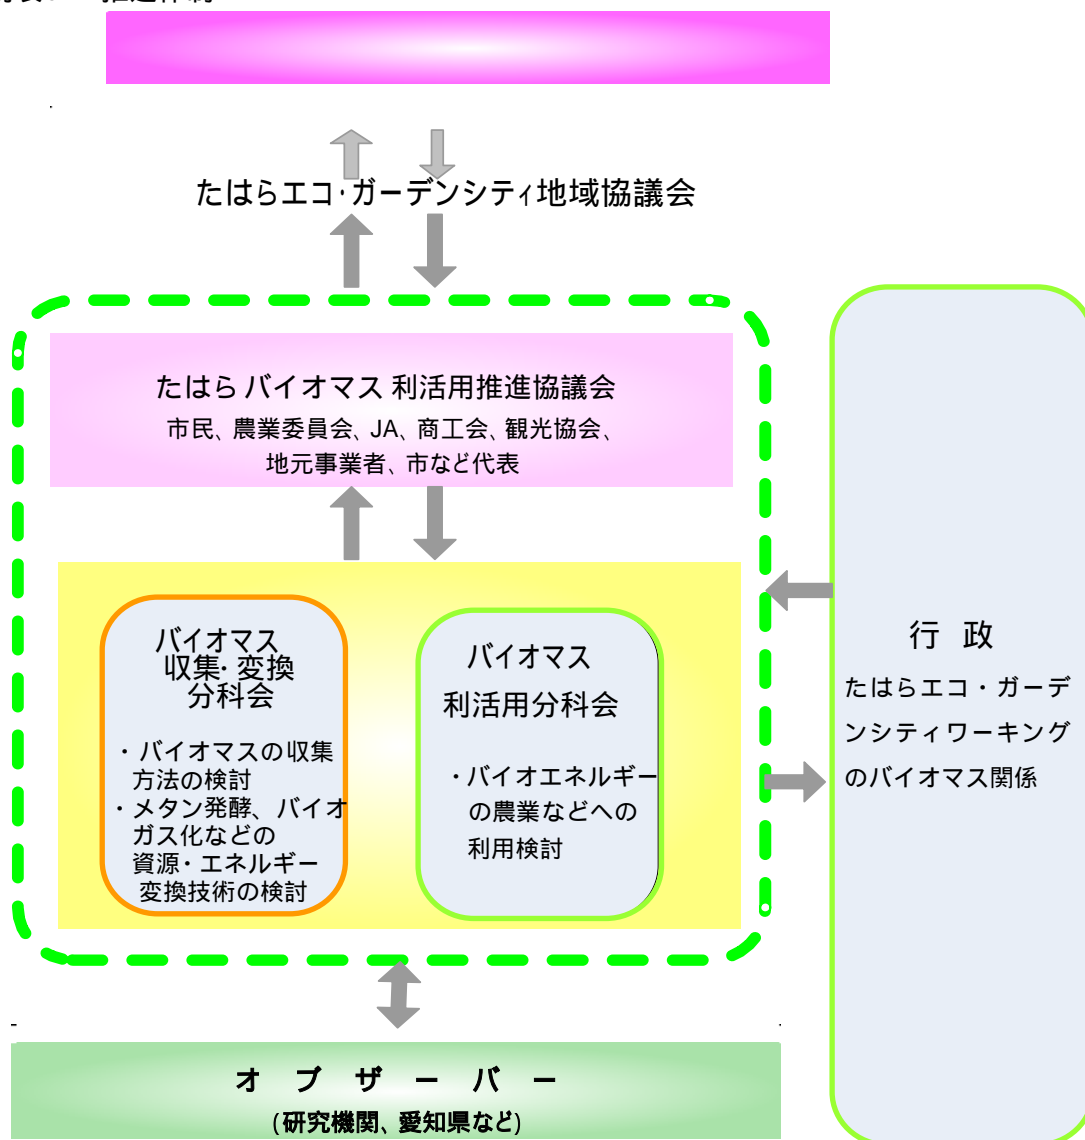 たはらエコ・ガーデンシティ地域協議会
たはら バイオマス 利活用推進協議会
市民、農業委員会、JA、商工会、観光協会、
地元事業者、市など代表
バイオマス
収集・変換
分科会
・バイオマスの収集
方法の検討
・メタン発酵、バイオ
ガス化などの
資源・エネルギー
変換技術の検討
バイオマス
利活用分科会
・バイオエネルギー
の農業などへの
利用検討
行 政
たはらエコ・ガーデ
ンシティワーキング
のバイオマス関係
オ ブ ザ ー バ ー
(研究機関、愛知県など)